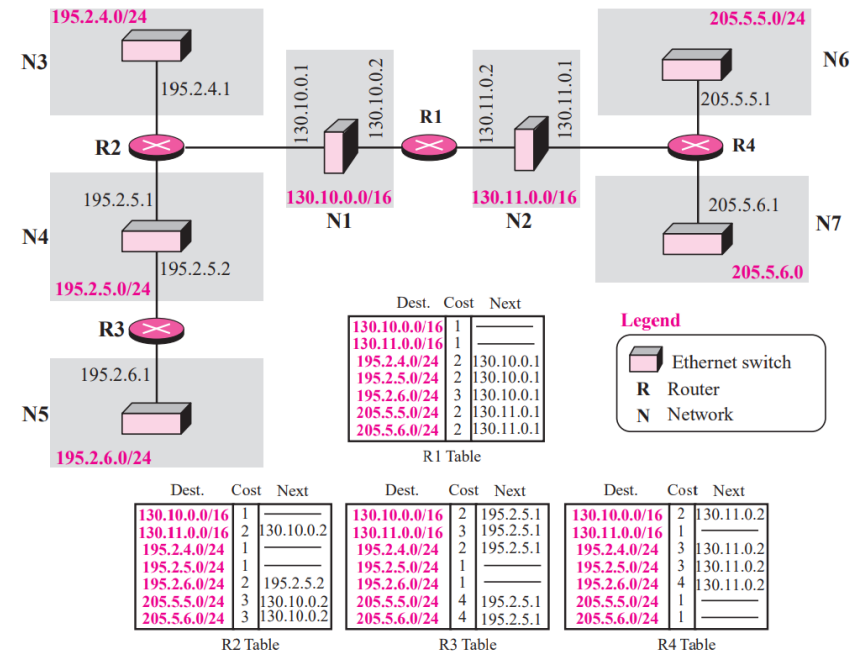 195.2.4.0/24
N3
195.2.4.1
R2
195.2.5.1
N4
195.2.5.2
195.2.5.0/24
R3
195.2.6.1
N5
195.2.6.0/24
130.10.0.1
130.10.0.2
130.10.0.0/16
N1
R1
130.11.0.2
130.11.0.1
130.11.0.0/16
N2
205.5.5.0/24
N6
205.5.5.1
R4
205.5.6.1
N7
205.5.6.0
Legend
Ethernet switch
R Router
N Network
Dest. Cost Next
130.10.0.0/16 1
130.11.0.0/16 1
195.2.4.0/24 2 130.10.0.1
195.2.5.0/24 2 130.10.0.1
195.2.6.0/24 3 130.10.0.1
205.5.5.0/24 2 130.11.0.1
205.5.6.0/24 2 130.11.0.1
R1 Table
Dest. Cost Next
130.10.0.0/16 1
130.11.0.0/16 2 130.10.0.2
195.2.4.0/24 1
195.2.5.0/24 1
195.2.6.0/24 2 195.2.5.2
205.5.5.0/24 3 130.10.0.2
205.5.6.0/24 3 130.10.0.2
R2 Table
Dest. Cost Next
130.10.0.0/16 2 195.2.5.1
130.11.0.0/16 3 195.2.5.1
195.2.4.0/24 2 195.2.5.1
195.2.5.0/24 1
195.2.6.0/24 1
205.5.5.0/24 4 195.2.5.1
205.5.6.0/24 4 195.2.5.1
R3 Table
Dest. Cost Next
130.10.0.0/16 2 130.11.0.2
130.11.0.0/16 1
195.2.4.0/24 3 130.11.0.2
195.2.5.0/24 3 130.11.0.2
195.2.6.0/24 4 130.11.0.2
205.5.5.0/24 1
205.5.6.0/24 1
R4 Table